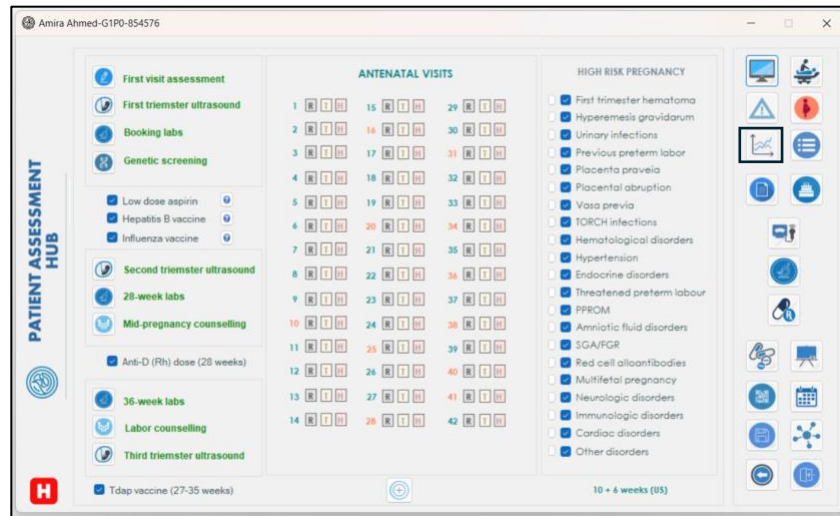 Amira Ahmed-G1P0-854576
PATIENT ASSESSMENT
HUB
First visit assessment
First triemster ultrasound
Booking labs
Genetic screening
Low dose aspirin
Hepatitis B vaccine
Influenza vaccine
Second triemster ultrasound
28-week labs
Mid-pregnancy counselling
Anti-D (Rh) dose (28 weeks)
36-week labs
Labor counselling
Third triemster ultrasound
Tdap vaccine (27-35 weeks)
H
ANTENATAL VISITS
1 R T H 15 R T H 29 R T H
2 R T H 16 R T H 30 R T H
3 R T H 17 R T H 31 R T H
4 R T H 18 R T H 32 R T H
5 R T H 19 R T H 33 R T H
6 R T H 20 R T H 34 R T H
7 R T H 21 R T H 35 R T H
8 R T H 22 R T H 36 R T H
9 R T H 23 R T H 37 R T H
10 R T H 24 R T H 38 R T H
11 R T H 25 R T H 39 R T H
12 R T H 26 R T H 40 R T H
13 R T H 27 R T H 41 R T H
14 R T H 28 R T H 42 R T H
HIGH RISK PREGNANCY
First trimester hematoma
Hyperemesis gravidarum
Urinary infections
Previous preterm labor
Placenta praveia
Placental abruption
Vasa previa
TORCH infections
Hematological disorders
Hypertension
Endocrine disorders
Threatened preterm labour
PPROM
Amniotic fluid disorders
SGA/FGR
Red cell alloantibodies
Multifetal pregnancy
Neurologic disorders
Immunologic disorders
Cardiac disorders
Other disorders
10 + 6 weeks (US)
R